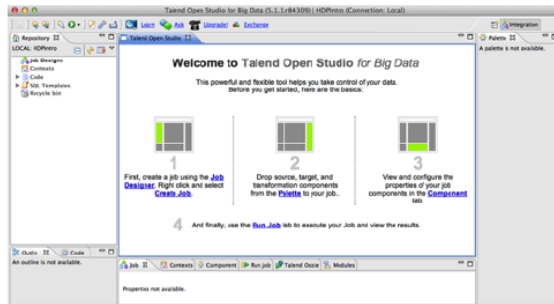 Talend Open Studio for Big Data (5.1.1.r84309) | HDPIntro (Connection: Local)
Learn Ask Upgrade! Exchange
Integration
Repository
LOCAL: HDPIntro
Job Designs
Contexts
Code
SQL Templates
Recycle bin
Talend Open Studio
Welcome to Talend Open Studio for Big Data
This powerful and flexible tool helps you take control of your data.
Before you get started, here are the basics:
1
First, create a job using the Job
Designer. Right click and select
Create Job.
2
Drop source, target, and
transformation components
from the Palette to your job..
3
View and configure the
properties of your job
components in the Component
tab.
4 And finally, use the Run Job tab to execute your Job and view the results.
Palette
A palette is not available.
Outlin Code
An outline is not available.
Job Contexts Component Run job Talend Oozie Modules
Properties not available.